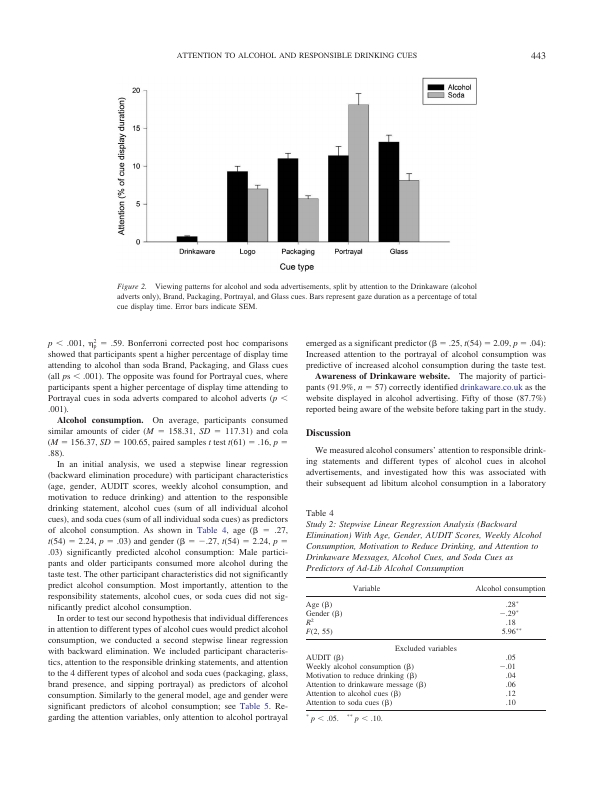 ATTENTION TO ALCOHOL AND RESPONSIBLE DRINKING CUES
443
Attention (% of cue display duration)
20
15
10
5
0
Alcohol
Soda
Drinkaware
Logo
Packaging
Portrayal
Glass
Cue type
Figure 2. Viewing patterns for alcohol and soda advertisements, split by attention to the Drinkaware (alcohol
adverts only), Brand, Packaging, Portrayal, and Glass cues. Bars represent gaze duration as a percentage of total
cue display time. Error bars indicate SEM.
p < .001, η²p = .59. Bonferroni corrected post hoc comparisons
showed that participants spent a higher percentage of display time
attending to alcohol than soda Brand, Packaging, and Glass cues
(all ps < .001). The opposite was found for Portrayal cues, where
participants spent a higher percentage of display time attending to
Portrayal cues in soda adverts compared to alcohol adverts (p <
.001).
Alcohol consumption. On average, participants consumed
similar amounts of cider (M = 158.31, SD = 117.31) and cola
(M = 156.37, SD = 100.65, paired samples t test t(61) = .16, p =
.88).
In an initial analysis, we used a stepwise linear regression
(backward elimination procedure) with participant characteristics
(age, gender, AUDIT scores, weekly alcohol consumption, and
motivation to reduce drinking) and attention to the responsible
drinking statement, alcohol cues (sum of all individual alcohol
cues), and soda cues (sum of all individual soda cues) as predictors
of alcohol consumption. As shown in Table 4, age (β = .27,
t(54) = 2.24, p = .03) and gender (β = −.27, t(54) = 2.24, p =
.03) significantly predicted alcohol consumption: Male partici-
pants and older participants consumed more alcohol during the
taste test. The other participant characteristics did not significantly
predict alcohol consumption. Most importantly, attention to the
responsibility statements, alcohol cues, or soda cues did not sig-
nificantly predict alcohol consumption.
In order to test our second hypothesis that individual differences
in attention to different types of alcohol cues would predict alcohol
consumption, we conducted a second stepwise linear regression
with backward elimination. We included participant characteris-
tics, attention to the responsible drinking statements, and attention
to the 4 different types of alcohol and soda cues (packaging, glass,
brand presence, and sipping portrayal) as predictors of alcohol
consumption. Similarly to the general model, age and gender were
significant predictors of alcohol consumption; see Table 5. Re-
garding the attention variables, only attention to alcohol portrayal
emerged as a significant predictor (β = .25, t(54) = 2.09, p = .04):
Increased attention to the portrayal of alcohol consumption was
predictive of increased alcohol consumption during the taste test.
Awareness of Drinkaware website. The majority of partici-
pants (91.9%, n = 57) correctly identified drinkaware.co.uk as the
website displayed in alcohol advertising. Fifty of those (87.7%)
reported being aware of the website before taking part in the study.
Discussion
We measured alcohol consumers' attention to responsible drink-
ing statements and different types of alcohol cues in alcohol
advertisements, and investigated how this was associated with
their subsequent ad libitum alcohol consumption in a laboratory
Table 4
Study 2: Stepwise Linear Regression Analysis (Backward
Elimination) With Age, Gender, AUDIT Scores, Weekly Alcohol
Consumption, Motivation to Reduce Drinking, and Attention to
Drinkaware Messages, Alcohol Cues, and Soda Cues as
Predictors of Ad-Lib Alcohol Consumption
Variable Alcohol consumption
Age (β) .28*
Gender (β) −.29*
R² .18
F(2, 55) 5.96**
Excluded variables
AUDIT (β) .05
Weekly alcohol consumption (β) −.01
Motivation to reduce drinking (β) .04
Attention to drinkaware message (β) .06
Attention to alcohol cues (β) .12
Attention to soda cues (β) .10
* p < .05. ** p < .10.